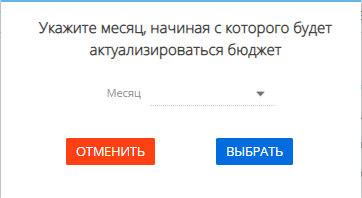 Укажите месяц, начиная с которого будет
актуализироваться бюджет
Месяц
ОТМЕНИТЬ ВЫБРАТЬ